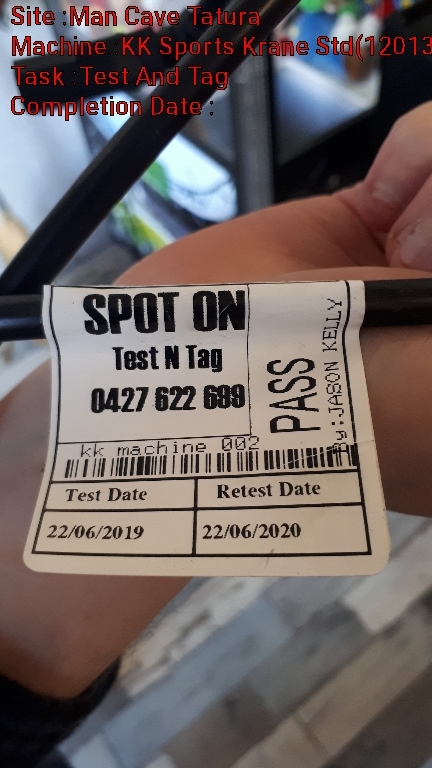 Site :Man Cave Tatura
Machine :KK Sports Krane Std(12013
Task :Test And Tag
Completion Date :
SPOT ON
Test N Tag
0427 622 699
PASS
By:JASON KELLY
kk machine 002
Test Date
Retest Date
22/06/2019
22/06/2020